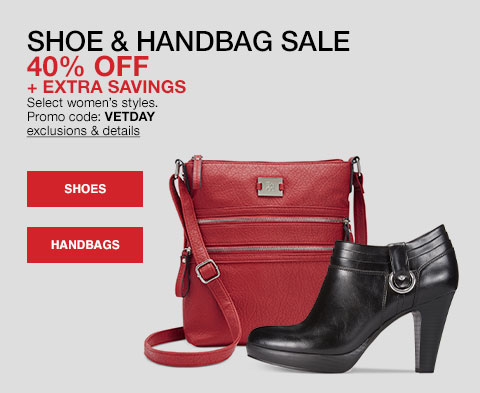 SHOE & HANDBAG SALE
40% OFF
+ EXTRA SAVINGS
Select women's styles.
Promo code: VETDAY
exclusions & details
SHOES
HANDBAGS